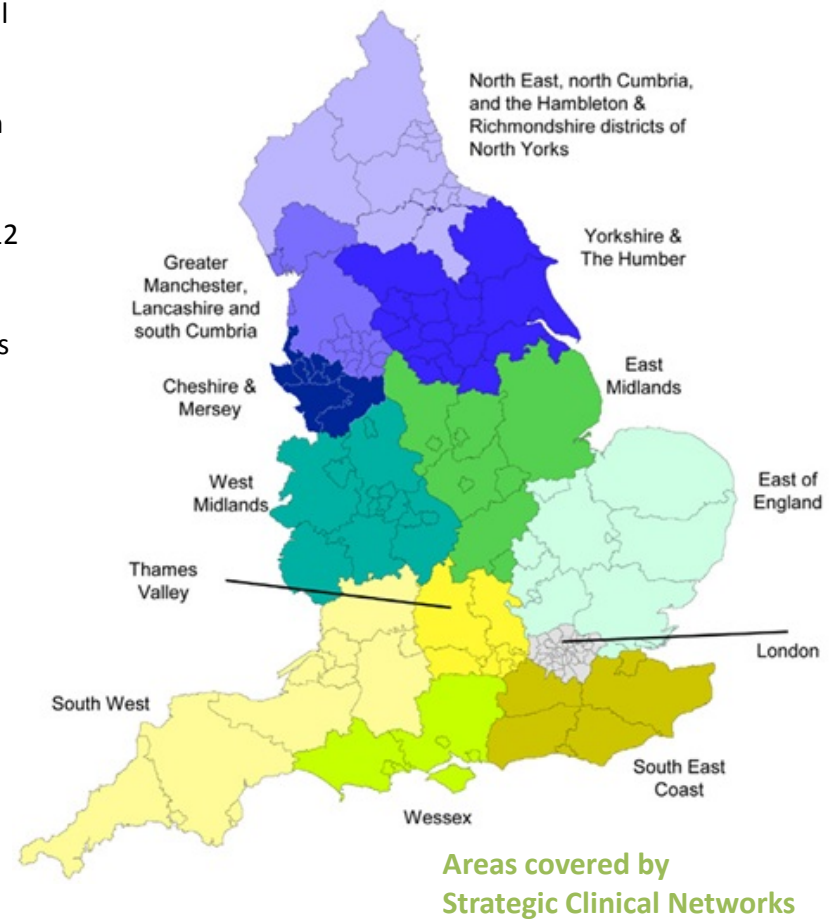 l
North East, north Cumbria,
and the Hambleton &
Richmondshire districts of
North Yorks
2
Yorkshire &
The Humber
Greater
Manchester,
Lancashire and
south Cumbria
s
East
Midlands
Cheshire &
Mersey
West
Midlands
East of
England
Thames
Valley
London
South West
South East
Coast
Wessex
Areas covered by
Strategic Clinical Networks